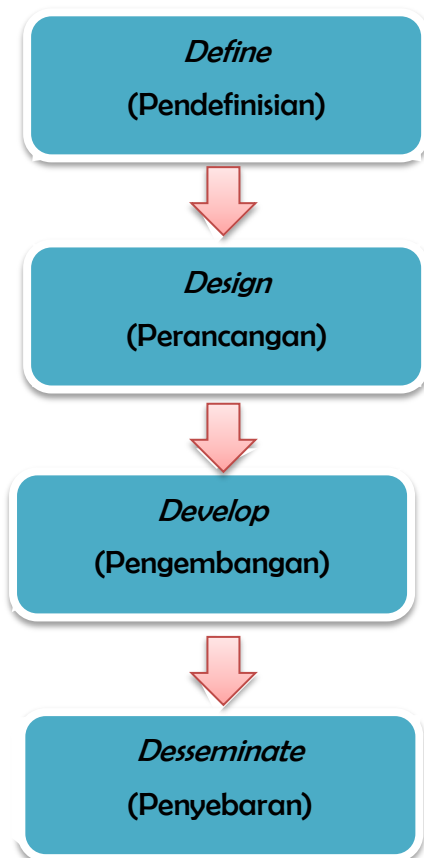 Define
(Pendefinisian)
Design
(Perancangan)
Develop
(Pengembangan)
Desseminate
(Penyebaran)